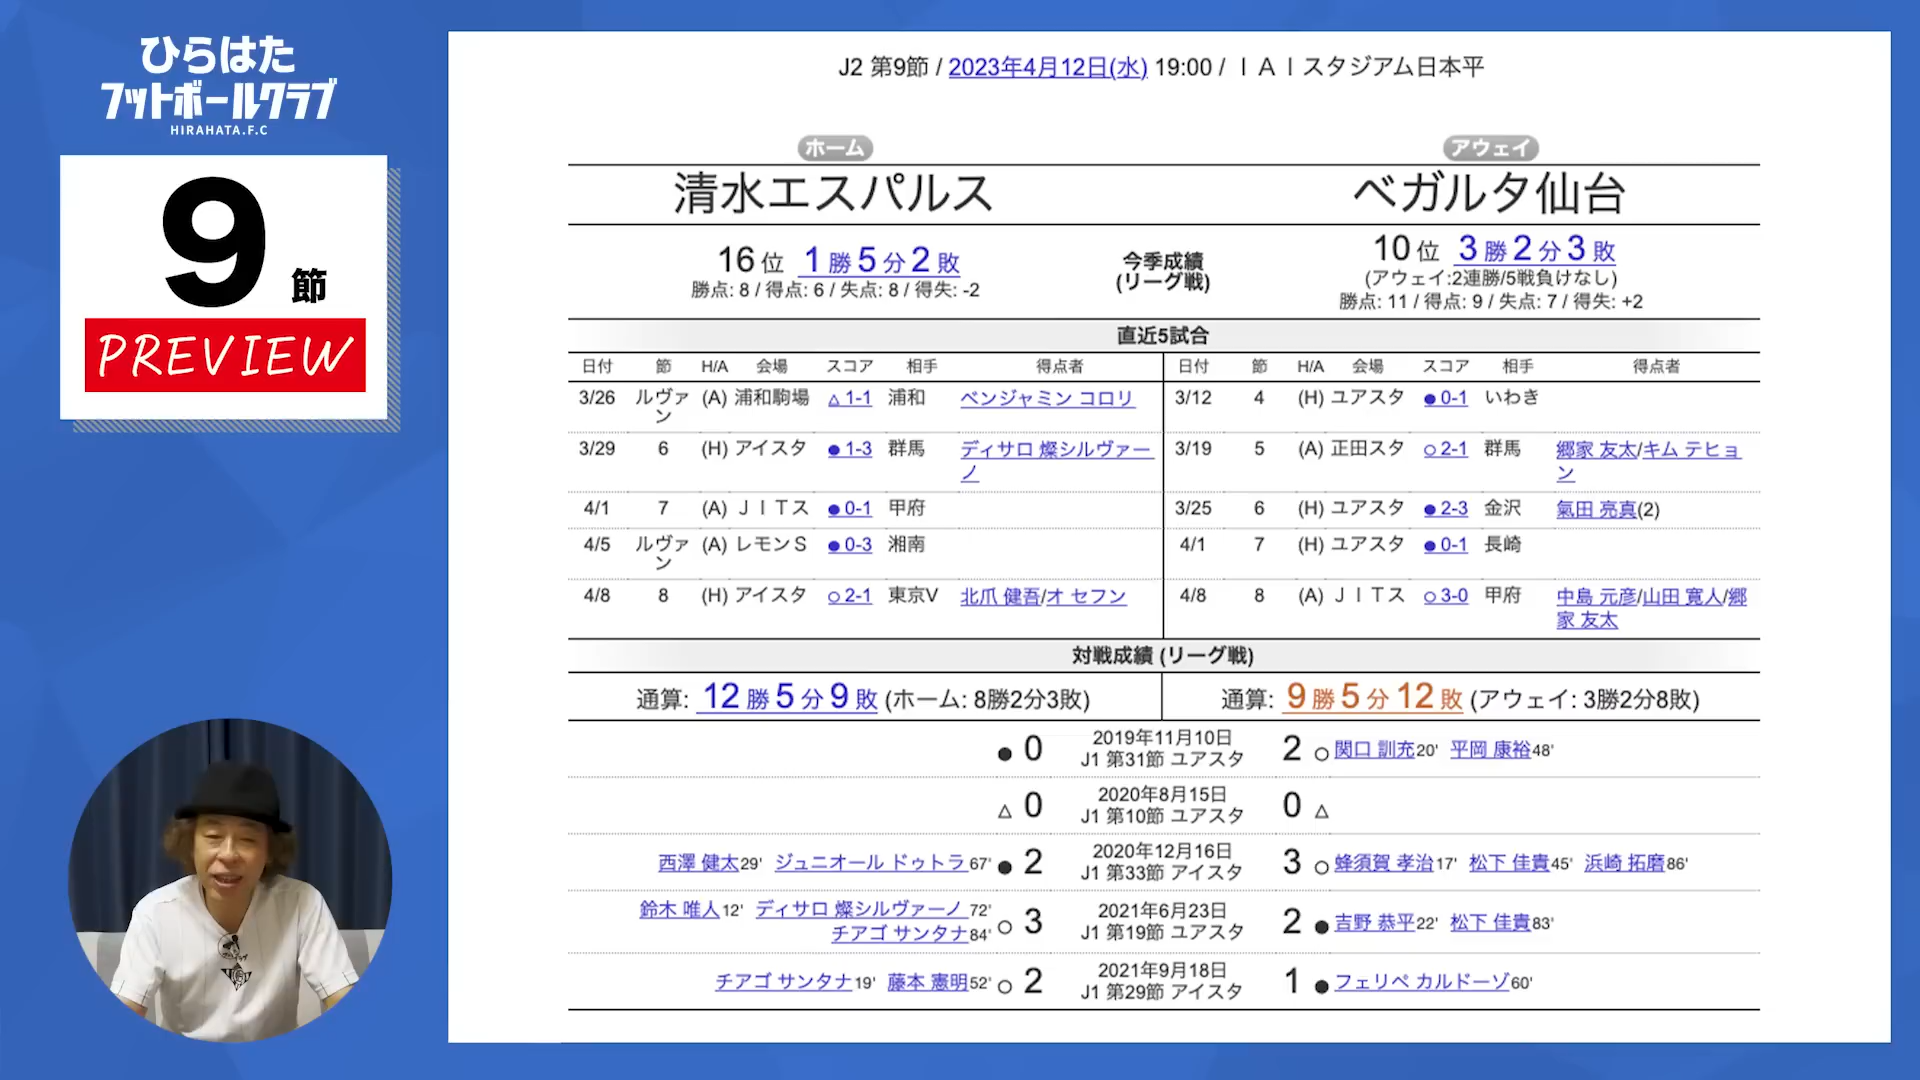 ひらはた
フットボールクラブ
HIRAHATA.F.C
9節
PREVIEW
J2 第9節 / 2023年4月12日(水) 19:00 / ＩＡＩスタジアム日本平
ホーム アウェイ
清水エスパルス ベガルタ仙台
16位 1勝5分2敗 今季成績 10位 3勝2分3敗
勝点: 8 / 得点: 6 / 失点: 8 / 得失: -2 (リーグ戦) (アウェイ:2連勝/5戦負けなし)
勝点: 11 / 得点: 9 / 失点: 7 / 得失: +2
直近5試合
日付 節 H/A 会場 スコア 相手 得点者 日付 節 H/A 会場 スコア 相手 得点者
3/26 ルヴァン (A) 浦和駒場 △1-1 浦和 ベンジャミン コロリ 3/12 4 (H) ユアスタ ●0-1 いわき
3/29 6 (H) アイスタ ●1-3 群馬 ディサロ 燦シルヴァーノ 3/19 5 (A) 正田スタ ○2-1 群馬 郷家 友太/キム テヒョン
4/1 7 (A) ＪＩＴス ●0-1 甲府 3/25 6 (H) ユアスタ ●2-3 金沢 氣田 亮真(2)
4/5 ルヴァン (A) レモンＳ ●0-3 湘南 4/1 7 (H) ユアスタ ●0-1 長崎
4/8 8 (H) アイスタ ○2-1 東京V 北爪 健吾/オ セフン 4/8 8 (A) ＪＩＴス ○3-0 甲府 中島 元彦/山田 寛人/郷家 友太
対戦成績 (リーグ戦)
通算: 12勝5分9敗 (ホーム: 8勝2分3敗) 通算: 9勝5分12敗 (アウェイ: 3勝2分8敗)
● 0 2019年11月10日 J1 第31節 ユアスタ 2 ○ 関口 訓充20' 平岡 康裕48'
△ 0 2020年8月15日 J1 第10節 ユアスタ 0 △
西澤 健太29' ジュニオール ドゥトラ67' ● 2 2020年12月16日 J1 第33節 アイスタ 3 ○ 蜂須賀 孝治17' 松下 佳貴45' 浜崎 拓磨86'
鈴木 唯人12' ディサロ 燦シルヴァーノ72' チアゴ サンタナ84' ○ 3 2021年6月23日 J1 第19節 ユアスタ 2 ● 吉野 恭平22' 松下 佳貴83'
チアゴ サンタナ19' 藤本 憲明52' ○ 2 2021年9月18日 J1 第29節 アイスタ 1 ● フェリペ カルドーゾ60'